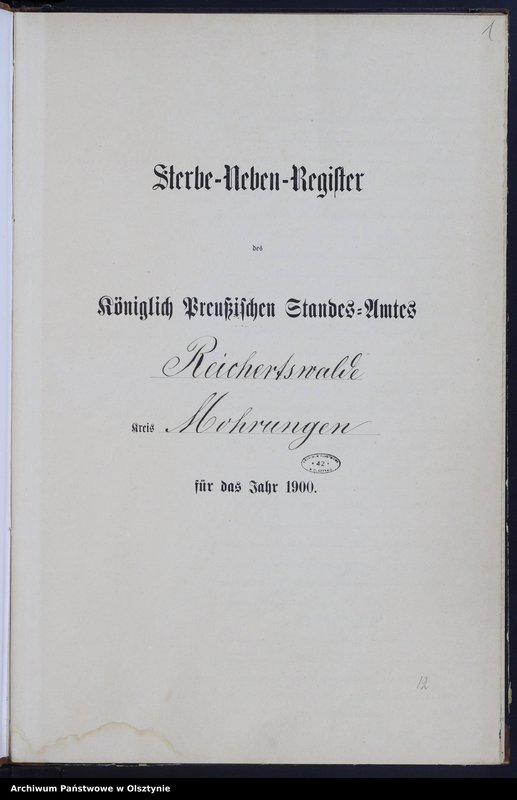 1
Sterbe-Neben-Register
des
Königlich Preußischen Standes-Amtes
Reichertswalde
Kreis Mohrungen
42
für das Jahr 1900.
12
Archiwum Państwowe w Olsztynie